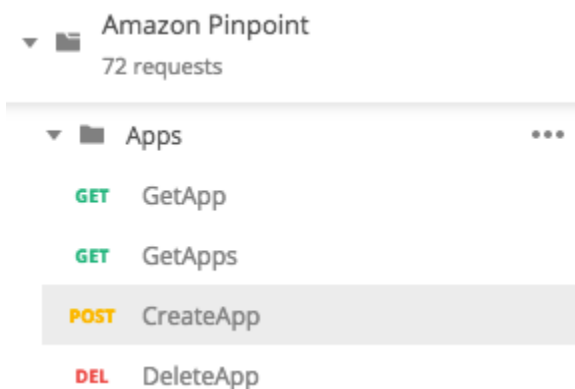 Amazon Pinpoint
72 requests
Apps
GET GetApp
GET GetApps
POST CreateApp
DEL DeleteApp